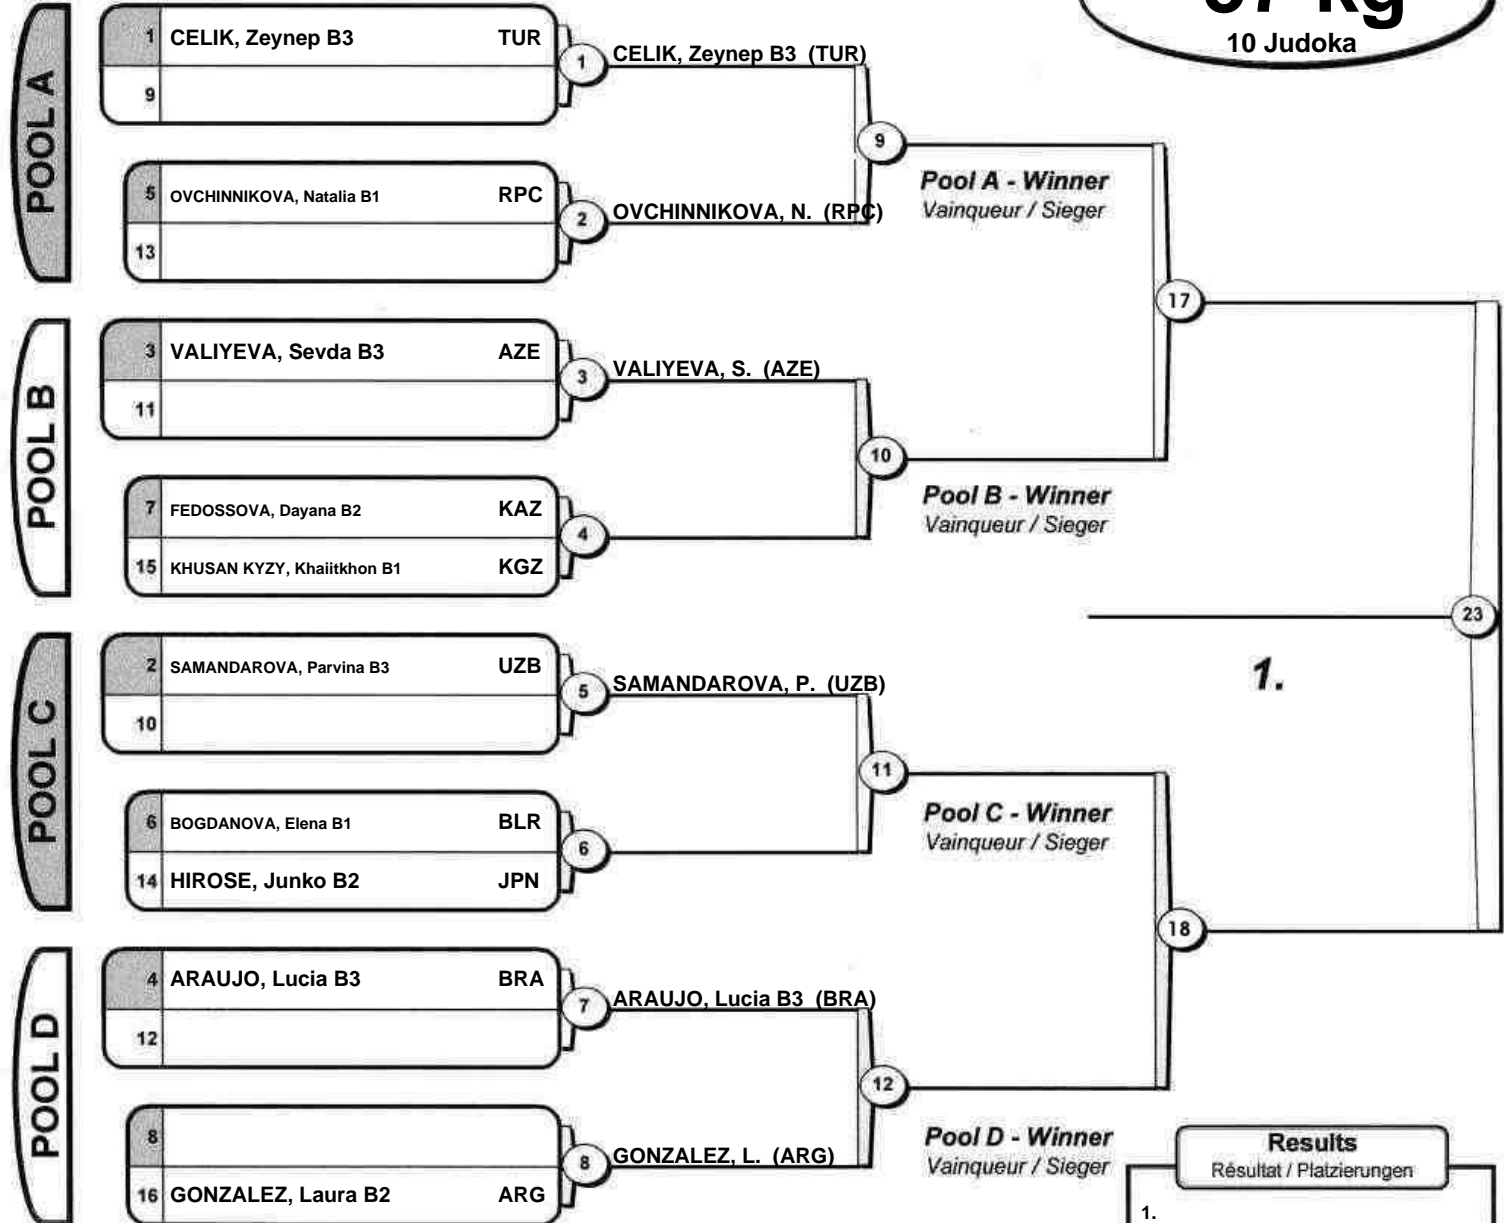 kg
10 Judoka
POOL A
1 CELIK, Zeynep B3 TUR
9
1
CELIK, Zeynep B3 (TUR)
5 OVCHINNIKOVA, Natalia B1 RPC
13
2
OVCHINNIKOVA, N. (RPC)
9
Pool A - Winner
Vainqueur / Sieger
POOL B
3 VALIYEVA, Sevda B3 AZE
11
3
VALIYEVA, S. (AZE)
7 FEDOSSOVA, Dayana B2 KAZ
15 KHUSAN KYZY, Khaiitkhon B1 KGZ
4
10
Pool B - Winner
Vainqueur / Sieger
17
POOL C
2 SAMANDAROVA, Parvina B3 UZB
10
5
SAMANDAROVA, P. (UZB)
6 BOGDANOVA, Elena B1 BLR
14 HIROSE, Junko B2 JPN
6
11
Pool C - Winner
Vainqueur / Sieger
23
1.
POOL D
4 ARAUJO, Lucia B3 BRA
12
7
ARAUJO, Lucia B3 (BRA)
8
16 GONZALEZ, Laura B2 ARG
8
GONZALEZ, L. (ARG)
12
Pool D - Winner
Vainqueur / Sieger
18
Results
Résultat / Platzierungen
1.